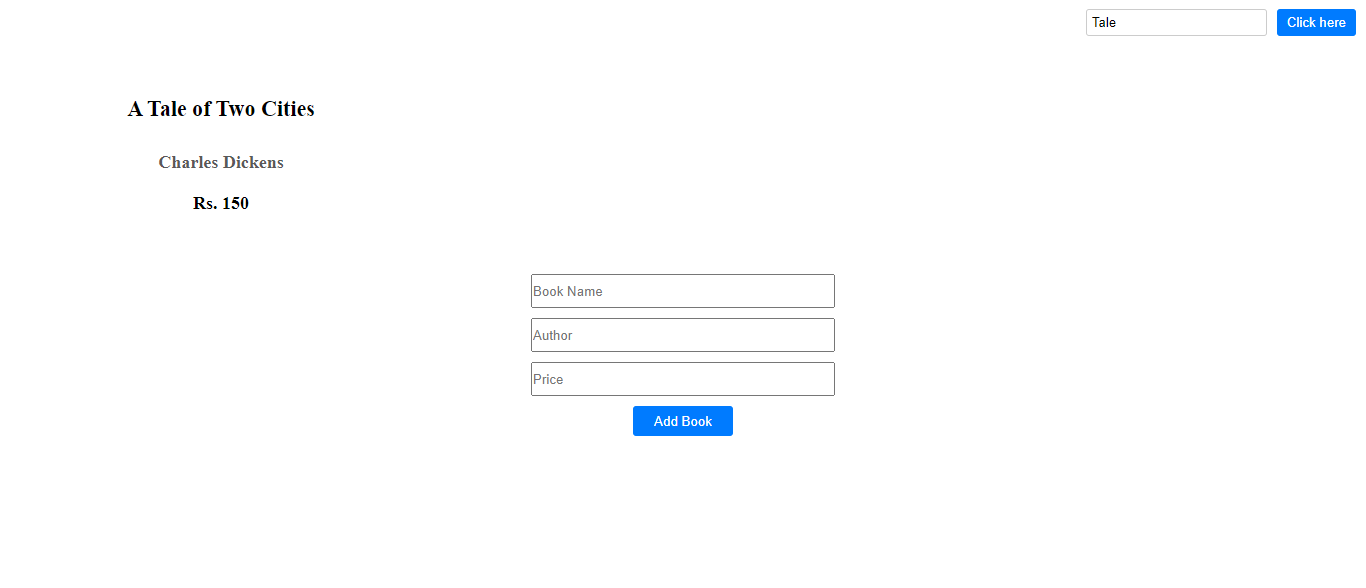 Tale
Click here
A Tale of Two Cities
Charles Dickens
Rs. 150
Book Name
Author
Price
Add Book